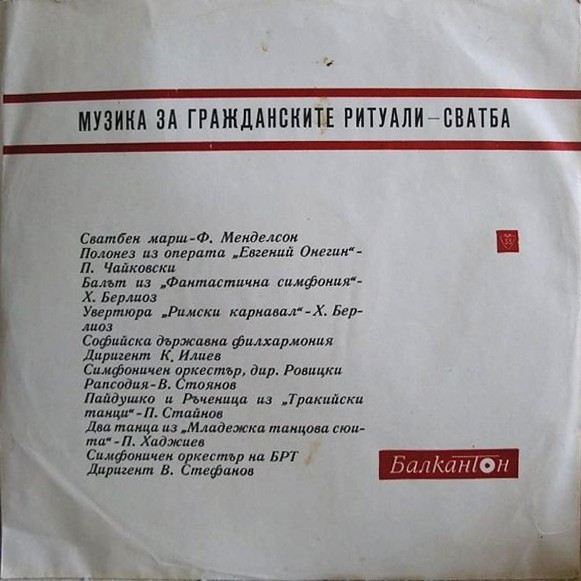 МУЗИКА ЗА ГРАЖДАНСКИТЕ РИТУАЛИ – СВАТБА
Сватбен марш – Ф. Менделсон
Полонез из операта „Евгений Онегин“ –
П. Чайковски
Балът из „Фантастична симфония“ –
Х. Берлиоз
Увертюра „Римски карнавал“ – Х. Бер-
лиоз
Софийска държавна филхармония
Диригент К. Илиев
Симфоничен оркестър, дир. Ровицки
Рапсодия – В. Стоянов
Пайдушко и Ръченица из „Тракийски
танци“ – П. Стайнов
Два танца из „Младежка танцова сюи-
та“ – П. Хаджиев
Симфоничен оркестър на БРТ
Диригент В. Стефанов
33
Балкантон